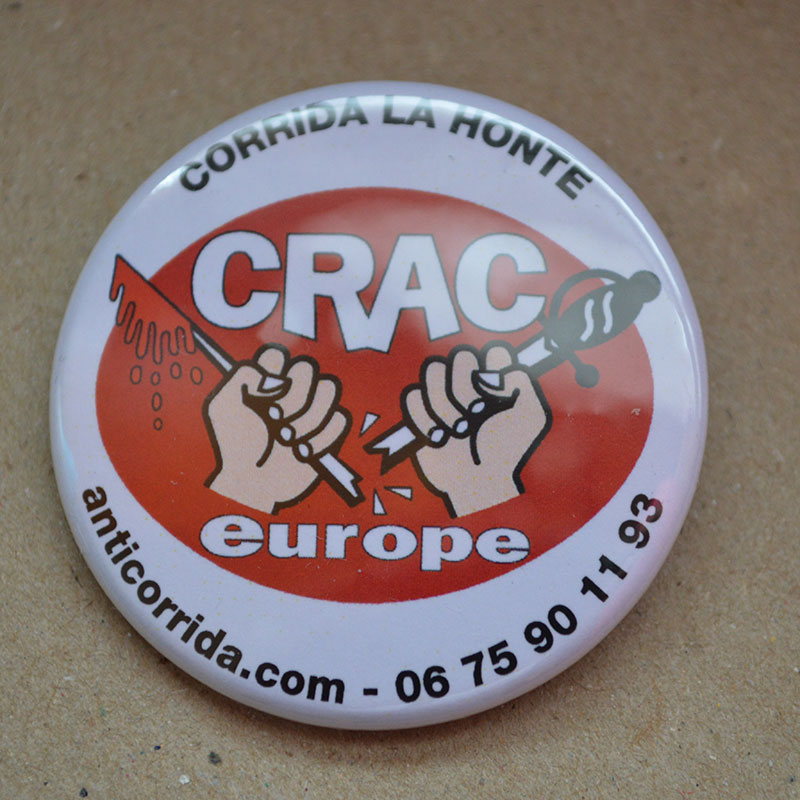 CORRIDA LA HONTE
CRAC
europe
anticorrida.com - 06 75 90 11 93